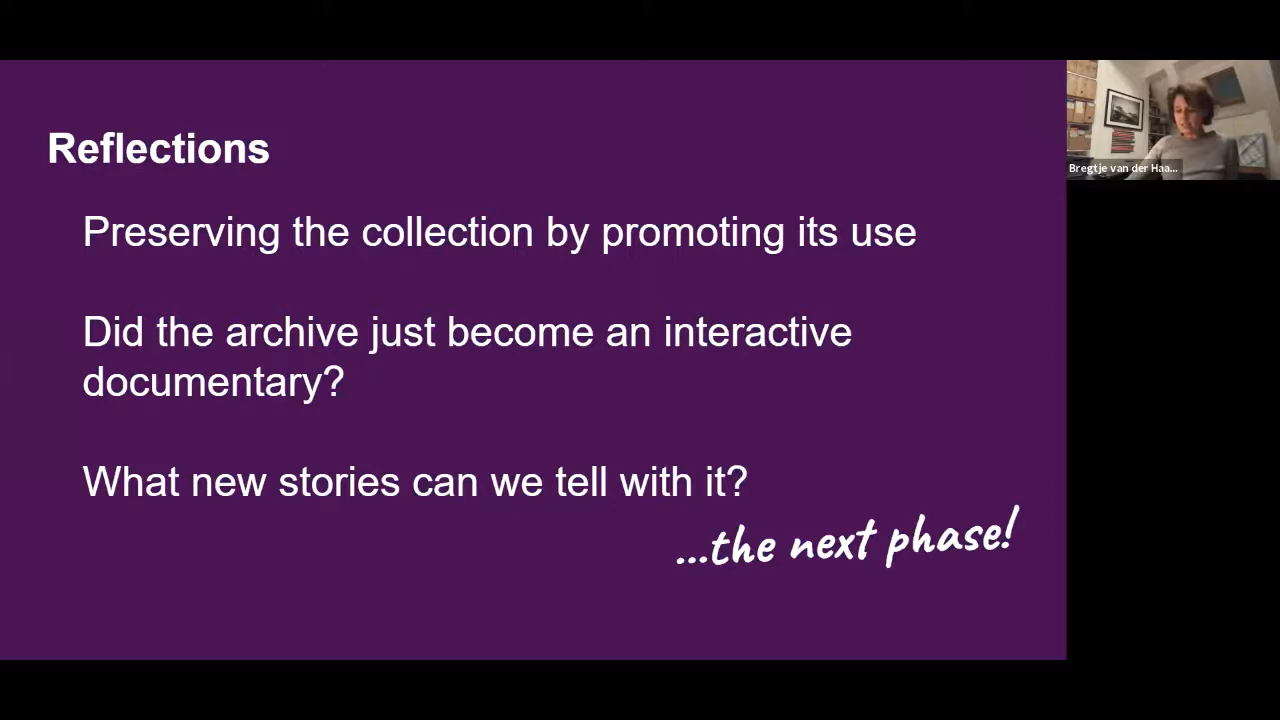 Reflections
Preserving the collection by promoting its use
Did the archive just become an interactive
documentary?
What new stories can we tell with it?
...the next phase!
Bregtje van der Haa...